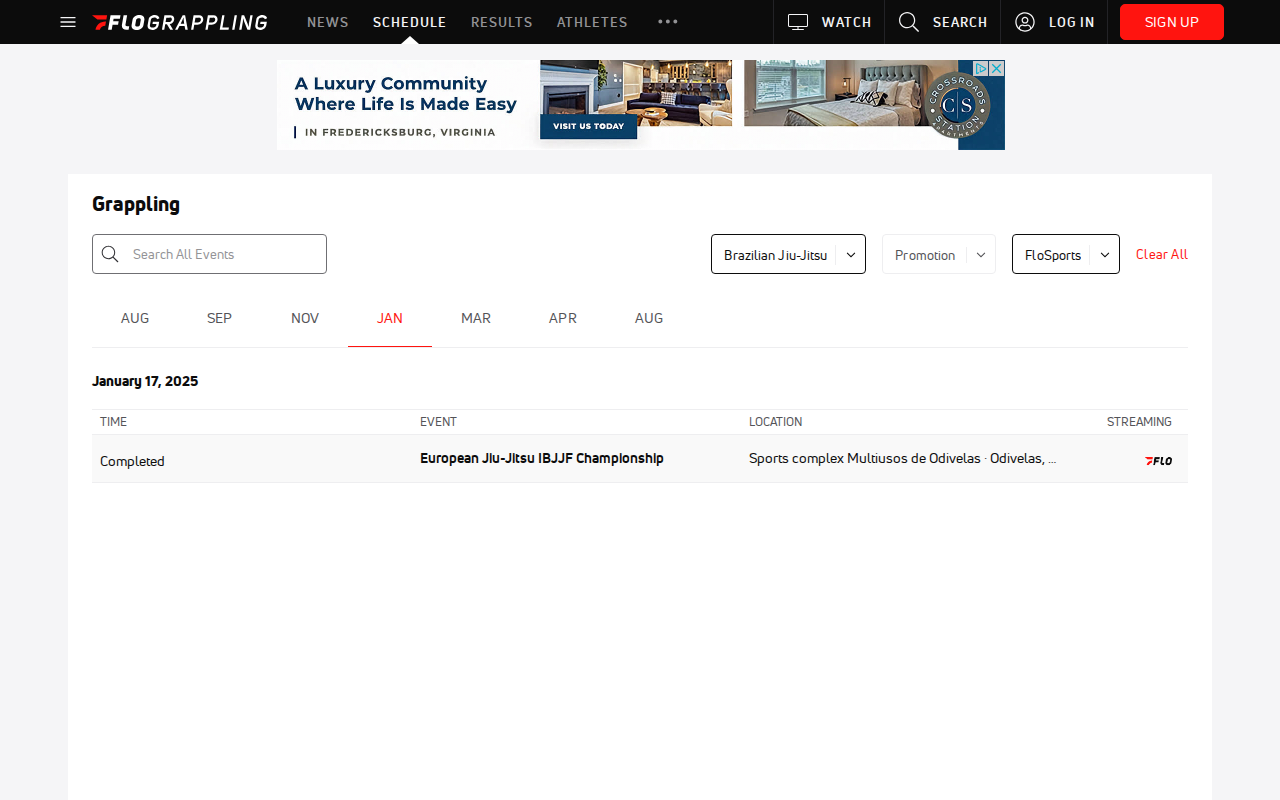 FLOGRAPPLING NEWS SCHEDULE RESULTS ATHLETES WATCH SEARCH LOG IN SIGN UP
A Luxury Community
Where Life Is Made Easy
IN FREDERICKSBURG, VIRGINIA
VISIT US TODAY
CROSSROADS
CS
STATION
APARTMENTS
Grappling
Search All Events
Brazilian Jiu-Jitsu
Promotion
FloSports
Clear All
AUG SEP NOV JAN MAR APR AUG
January 17, 2025
TIME EVENT LOCATION STREAMING
Completed European Jiu-Jitsu IBJJF Championship Sports complex Multiusos de Odivelas · Odivelas, ... FLO